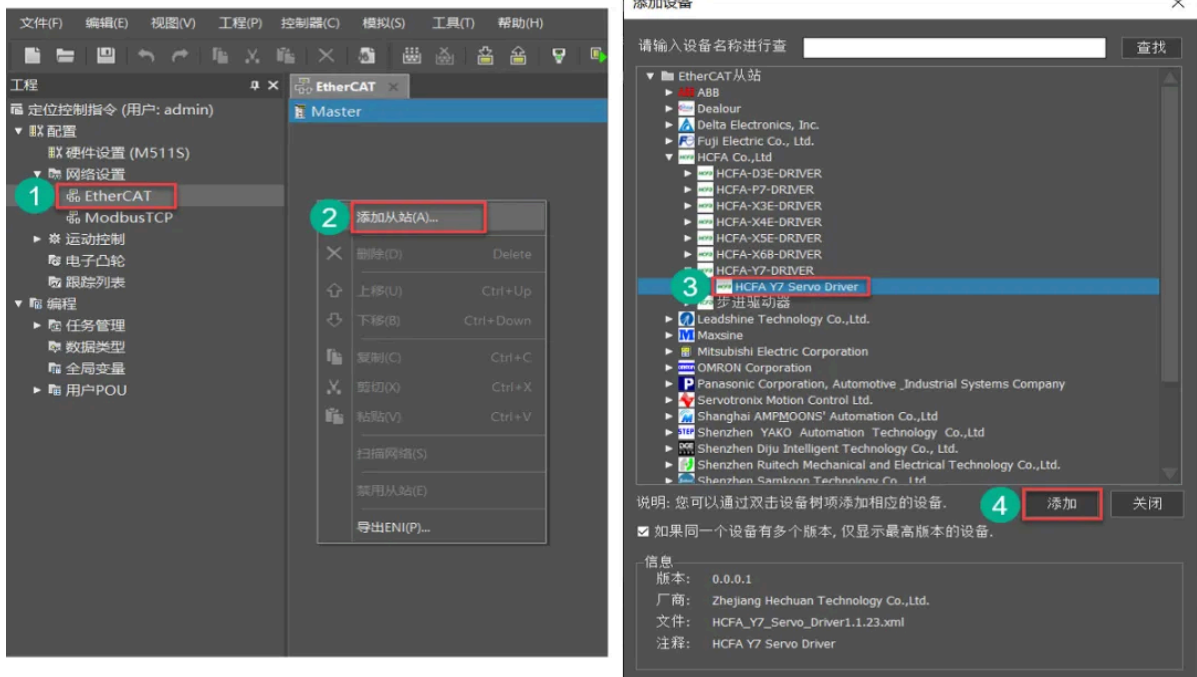 文件(F) 编辑(E) 视图(V) 工程(P) 控制器(C) 模拟(S) 工具(T) 帮助(H)
工程
定位控制指令 (用户: admin)
配置
硬件设置 (M511S)
网络设置
1 EtherCAT
ModbusTCP
运动控制
电子凸轮
跟踪列表
编程
任务管理
数据类型
全局变量
用户POU
EtherCAT
Master
2 添加从站(A)...
删除(D) Delete
上移(U) Ctrl+Up
下移(B) Ctrl+Down
复制(C) Ctrl+C
剪切(X) Ctrl+X
粘贴(V) Ctrl+V
扫描网络(S)
禁用从站(E)
导出ENI(P)...
添加设备
请输入设备名称进行查 查找
EtherCAT从站
ABB
Dealour
Delta Electronics, Inc.
Fuji Electric Co., Ltd.
HCFA Co.,Ltd
HCFA-D3E-DRIVER
HCFA-P7-DRIVER
HCFA-X3E-DRIVER
HCFA-X4E-DRIVER
HCFA-X5E-DRIVER
HCFA-X6B-DRIVER
HCFA-Y7-DRIVER
3 HCFA Y7 Servo Driver
步进驱动器
Leadshine Technology Co.,Ltd.
Maxsine
Mitsubishi Electric Corporation
OMRON Corporation
Panasonic Corporation, Automotive _Industrial Systems Company
Servotronix Motion Control Ltd.
Shanghai AMPMOONS' Automation Co.,Ltd
Shenzhen YAKO Automation Technology Co.,Ltd
Shenzhen Diju Intelligent Technology Co., Ltd.
Shenzhen Ruitech Mechanical and Electrical Technology Co.,Ltd.
Shenzhen Samkoon Technology Co., Ltd
说明: 您可以通过双击设备树项添加相应的设备. 4 添加 关闭
如果同一个设备有多个版本, 仅显示最高版本的设备.
信息
版本: 0.0.0.1
厂商: Zhejiang Hechuan Technology Co.,Ltd.
文件: HCFA_Y7_Servo_Driver1.1.23.xml
注释: HCFA Y7 Servo Driver